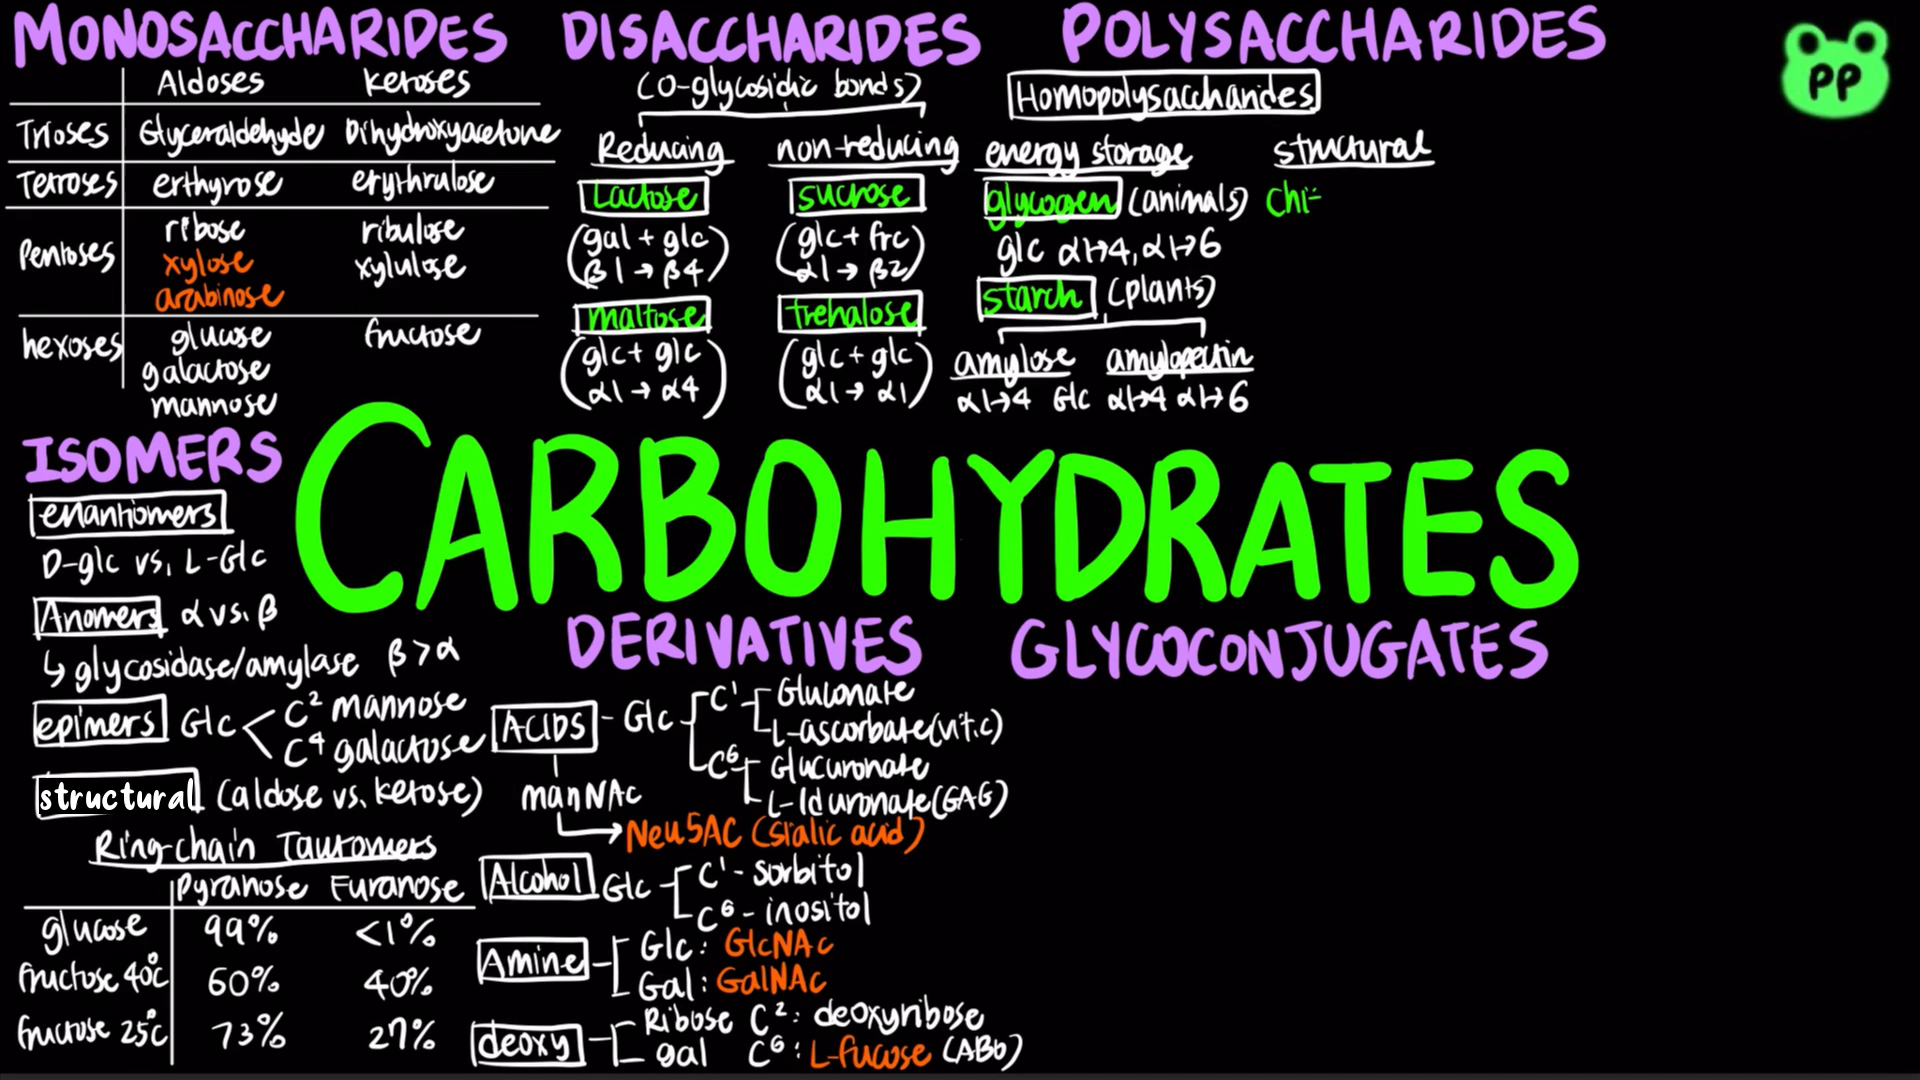 MONOSACCHARIDES
Aldoses ketoses
Trioses Glyceraldehyde Dihydroxyacetone
Tetroses erthyrose erythrulose
Pentoses ribose ribulose
xylose xylulose
arabinose
hexoses glucose fructose
galactose
mannose
DISACCHARIDES
(O-glycosidic bonds)
Reducing non-reducing
Lactose sucrose
(gal + glc (glc + frc
β1→β4) α1→β2)
maltose trehalose
(glc + glc (glc + glc
α1→α4) α1→α1)
POLYSACCHARIDES
Homopolysaccharides
energy storage structural
glycogen (animals) chi
glc α1→4, α1→6
starch (plants)
amylose amylopectin
α1→4 Glc α1→4 α1→6
PP
CARBOHYDRATES
ISOMERS
enantiomers
D-glc vs. L-Glc
Anomers α vs. β
↳ glycosidase/amylase β>α
epimers Glc < C² mannose
C⁴ galactose
structural (aldose vs. ketose)
Ring-chain Tautomers
Pyranose Furanose
glucose 99% <1%
fructose 40°C 60% 40%
fructose 25°C 73% 27%
DERIVATIVES
ACIDS - Glc C¹ Gluconate
L-ascorbate (vit.c)
C⁶ Glucuronate
L-Iduronate (GAG)
manNAc
→ Neu5AC (sialic acid)
Alcohol Glc C¹ - sorbitol
C⁶ - inositol
Amine Glc: GlcNAc
Gal: GalNAc
deoxy Ribose C²: deoxyribose
gal C⁶: L-fucose (ABO)
GLYCOCONJUGATES